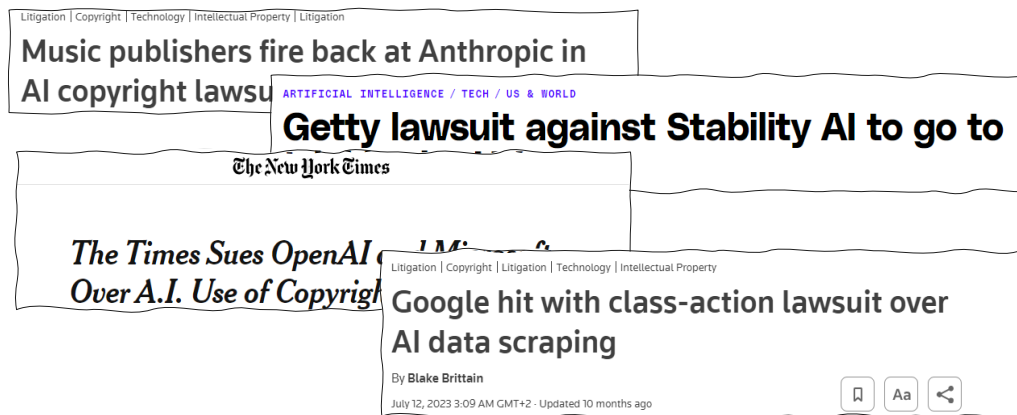 Litigation | Copyright | Technology | Intellectual Property | Litigation
Music publishers fire back at Anthropic in
AI copyright lawsu
ARTIFICIAL INTELLIGENCE / TECH / US & WORLD
Getty lawsuit against Stability AI to go to
The New York Times
The Times Sues OpenAI
Over A.I. Use of Copyrigh
Litigation | Copyright | Litigation | Technology | Intellectual Property
Google hit with class-action lawsuit over
AI data scraping
By Blake Brittain
July 12, 2023 3:09 AM GMT+2 · Updated 10 months ago
Aa